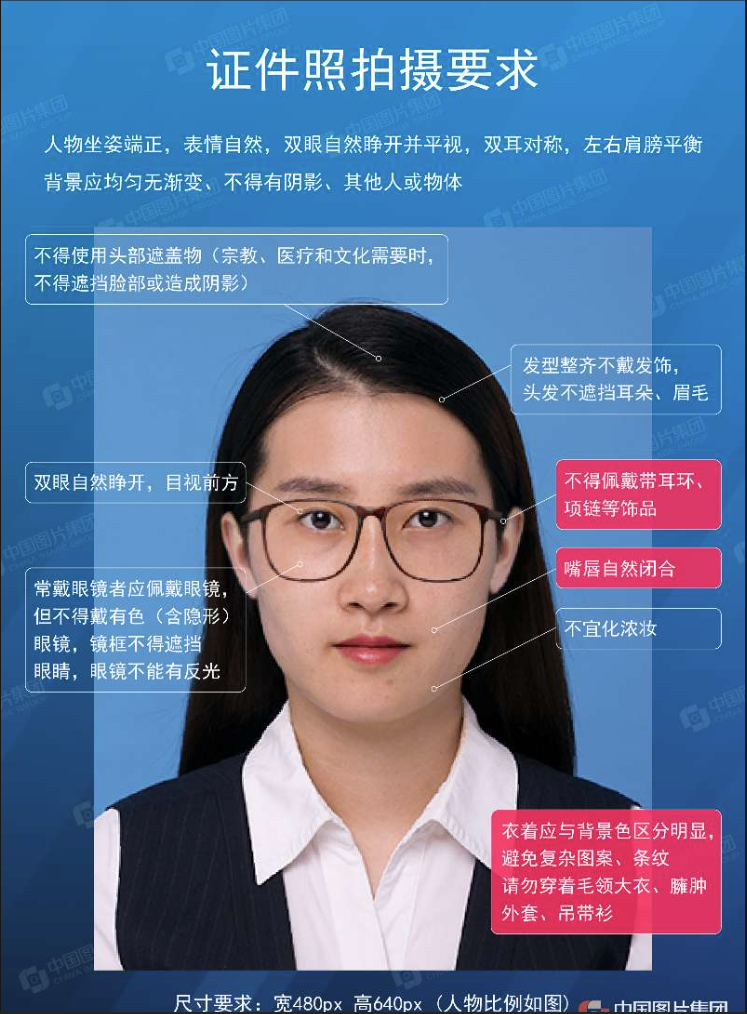 证件照拍摄要求
人物坐姿端正，表情自然，双眼自然睁开并平视，双耳对称，左右肩膀平衡
背景应均匀无渐变、不得有阴影、其他人或物体
不得使用头部遮盖物（宗教、医疗和文化需要时，
不得遮挡脸部或造成阴影）
发型整齐不戴发饰，
头发不遮挡耳朵、眉毛
双眼自然睁开，目视前方
不得佩戴带耳环、
项链等饰品
嘴唇自然闭合
常戴眼镜者应佩戴眼镜，
但不得戴有色（含隐形）
眼镜，镜框不得遮挡
眼睛，眼镜不能有反光
不宜化浓妆
衣着应与背景色区分明显，
避免复杂图案、条纹
请勿穿着毛领大衣、臃肿
外套、吊带衫
尺寸要求：宽480px 高640px（人物比例如图）
中国图片集团